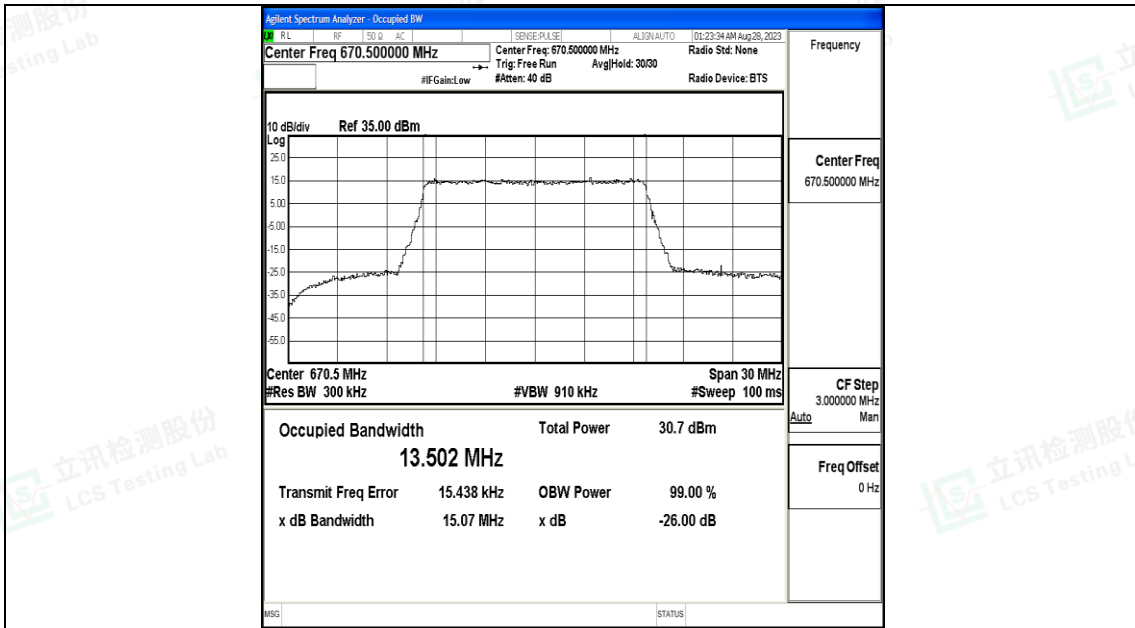 Agilent Spectrum Analyzer - Occupied BW
RL RF 50 Ω AC SENSE:PULSE ALIGN AUTO 01:23:34 AM Aug 28, 2023
Center Freq 670.500000 MHz
Center Freq: 670.500000 MHz
Radio Std: None
Trig: Free Run Avg|Hold: 30/30
#IFGain:Low
#Atten: 40 dB
Radio Device: BTS
Frequency
10 dB/div Ref 35.00 dBm
Log
25.0
15.0
5.00
-5.00
-15.0
-25.0
-35.0
-45.0
-55.0
Center 670.5 MHz Span 30 MHz
#Res BW 300 kHz #VBW 910 kHz #Sweep 100 ms
Center Freq
670.500000 MHz
CF Step
3.000000 MHz
Auto Man
Freq Offset
0 Hz
Occupied Bandwidth
13.502 MHz
Total Power 30.7 dBm
Transmit Freq Error 15.438 kHz OBW Power 99.00 %
x dB Bandwidth 15.07 MHz x dB -26.00 dB
MSG STATUS
立讯检测股份
LCS Testing Lab
立讯检测股份
LCS Testing L